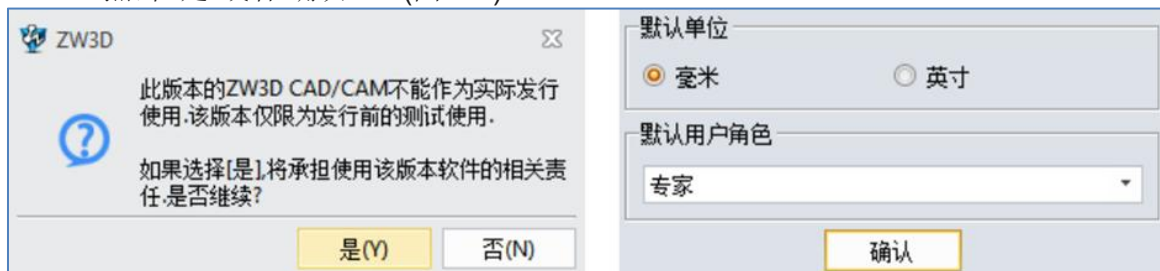 ZW3D
此版本的ZW3D CAD/CAM不能作为实际发行
使用.该版本仅限为发行前的测试使用.
如果选择[是],将承担使用该版本软件的相关责
任.是否继续?
是(Y)
否(N)
默认单位
毫米
英寸
默认用户角色
专家
确认